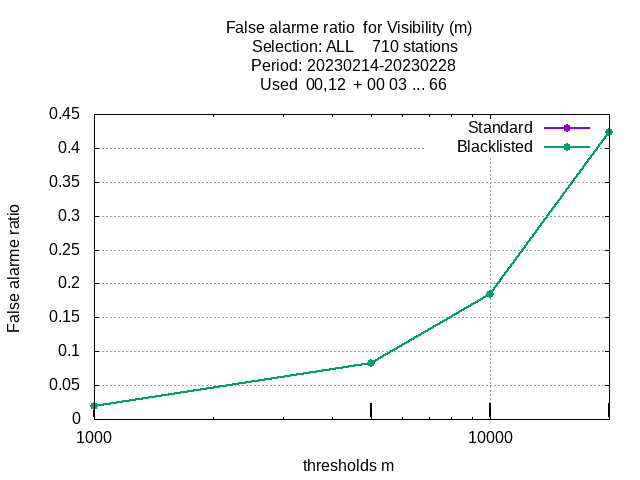 False alarme ratio  for Visibility (m)
Selection: ALL    710 stations
Period: 20230214-20230228
Used  00,12  + 00 03 ... 66
Standard
Blacklisted
0.45
0.4
0.35
0.3
0.25
0.2
0.15
0.1
0.05
0
False alarme ratio
1000
10000
thresholds m